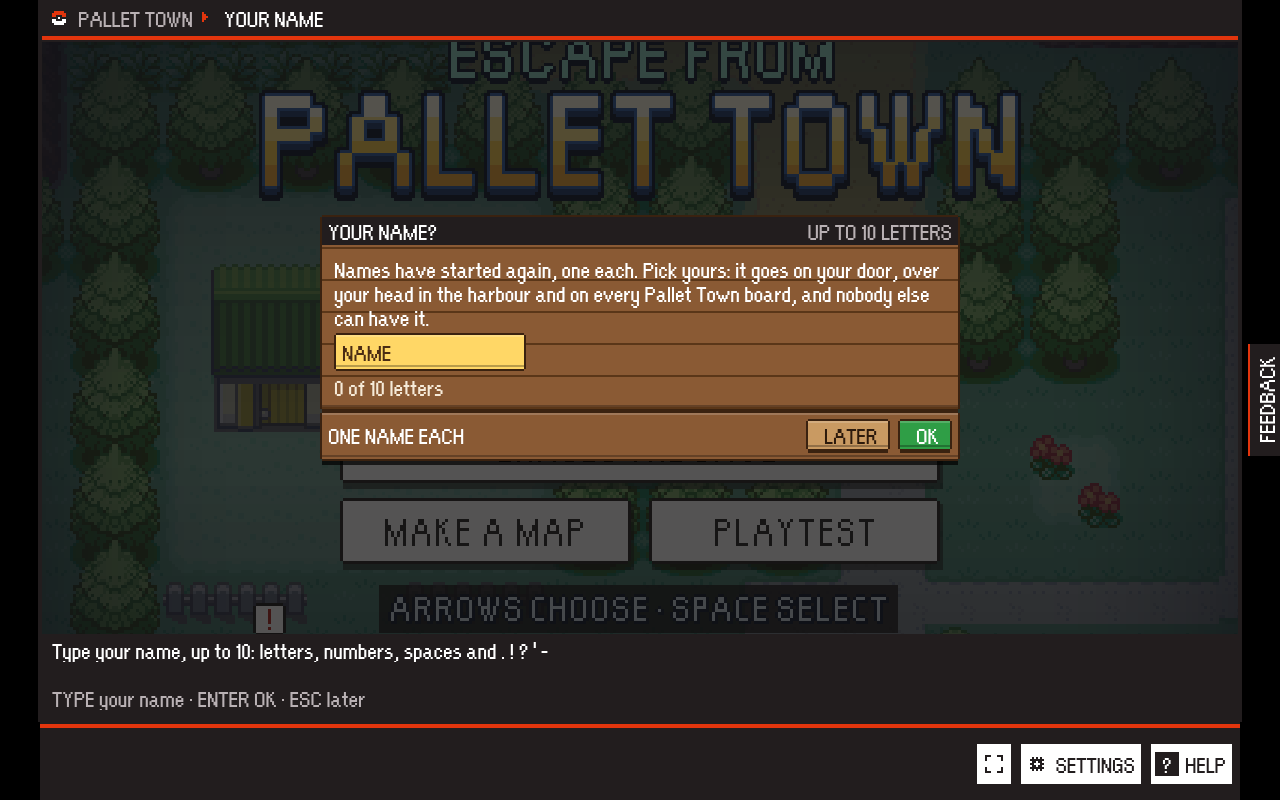 PALLET TOWN YOUR NAME
ESCAPE FROM
PALLET TOWN
YOUR NAME? UP TO 10 LETTERS
Names have started again, one each. Pick yours: it goes on your door, over
your head in the harbour and on every Pallet Town board, and nobody else
can have it.
NAME
0 of 10 letters
ONE NAME EACH LATER OK
MAKE A MAP PLAYTEST
ARROWS CHOOSE · SPACE SELECT
!
Type your name, up to 10: letters, numbers, spaces and . ! ? ' -
TYPE your name · ENTER OK · ESC later
SETTINGS ? HELP
FEEDBACK